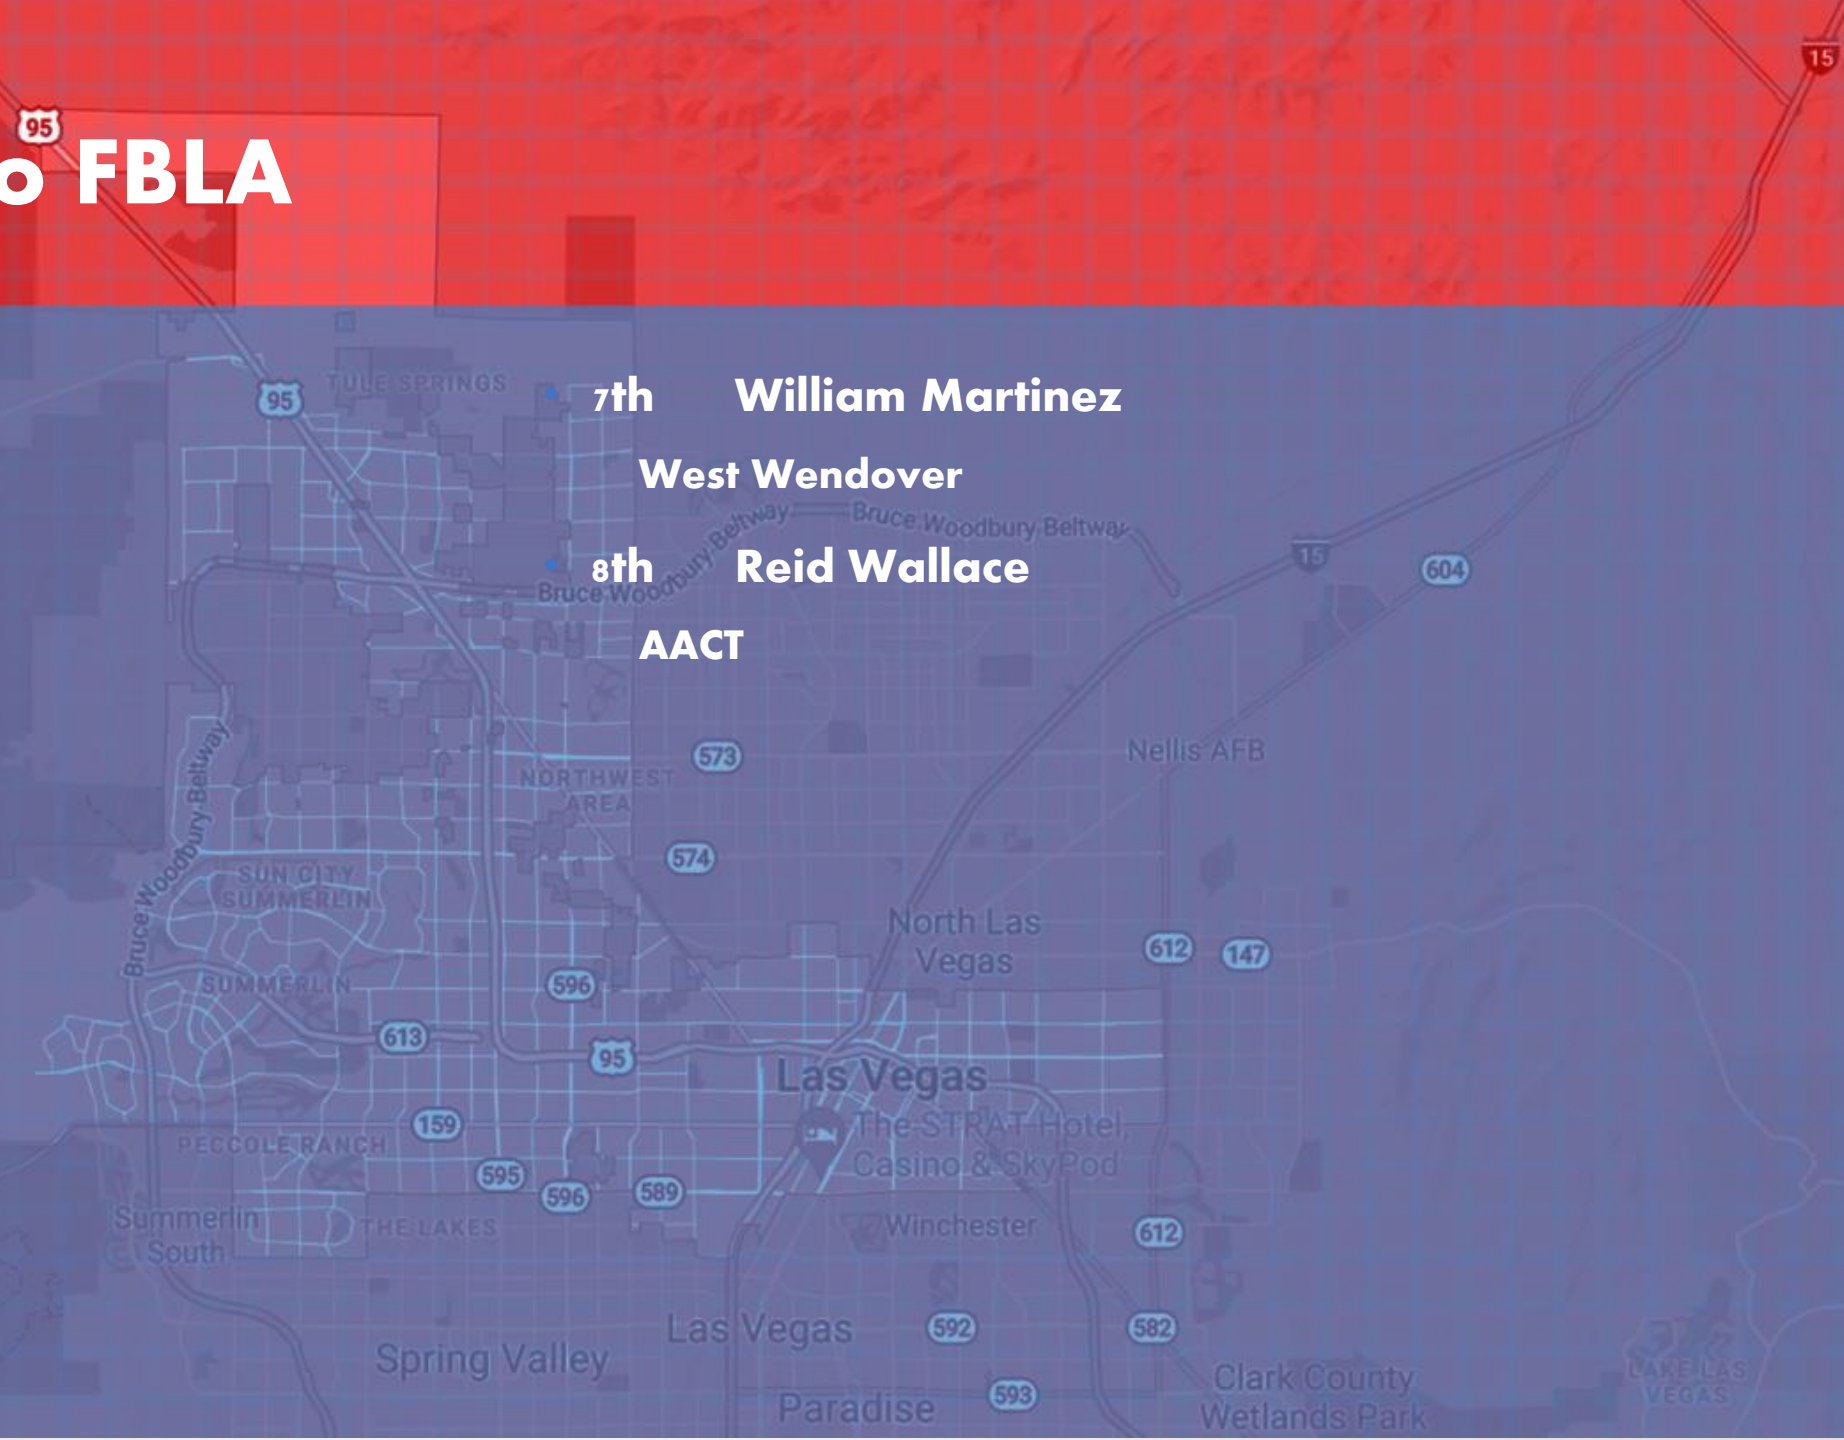 15
95
o FBLA
7th William Martinez
TULE SPRINGS
95
West Wendover
Bruce Woodbury Beltway
Bruce Woodbury Beltway
8th Reid Wallace
15
604
AACT
Bruce Woodbury Beltway
Nellis AFB
573
NORTHWEST
AREA
574
SUN CITY
SUMMERLIN
North Las
Vegas
612
147
SUMMERLIN
596
613
95
Las Vegas
159
The STRAT Hotel,
Casino & SkyPod
PECCOLE RANCH
595
596
589
Summerlin
South
THE LAKES
Winchester
612
Las Vegas
592
582
Spring Valley
Clark County
Wetlands Park
LAKE LAS
VEGAS
593
Paradise